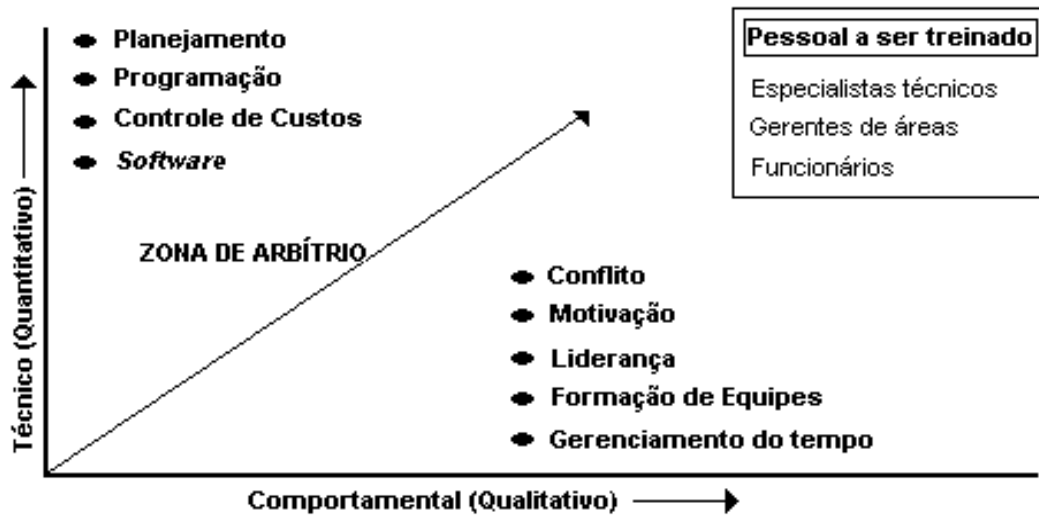 Planejamento
Programação
Controle de Custos
Software
Pessoal a ser treinado
Especialistas técnicos
Gerentes de áreas
Funcionários
Técnico (Quantitativo)
ZONA DE ARBÍTRIO
Conflito
Motivação
Liderança
Formação de Equipes
Gerenciamento do tempo
Comportamental (Qualitativo)